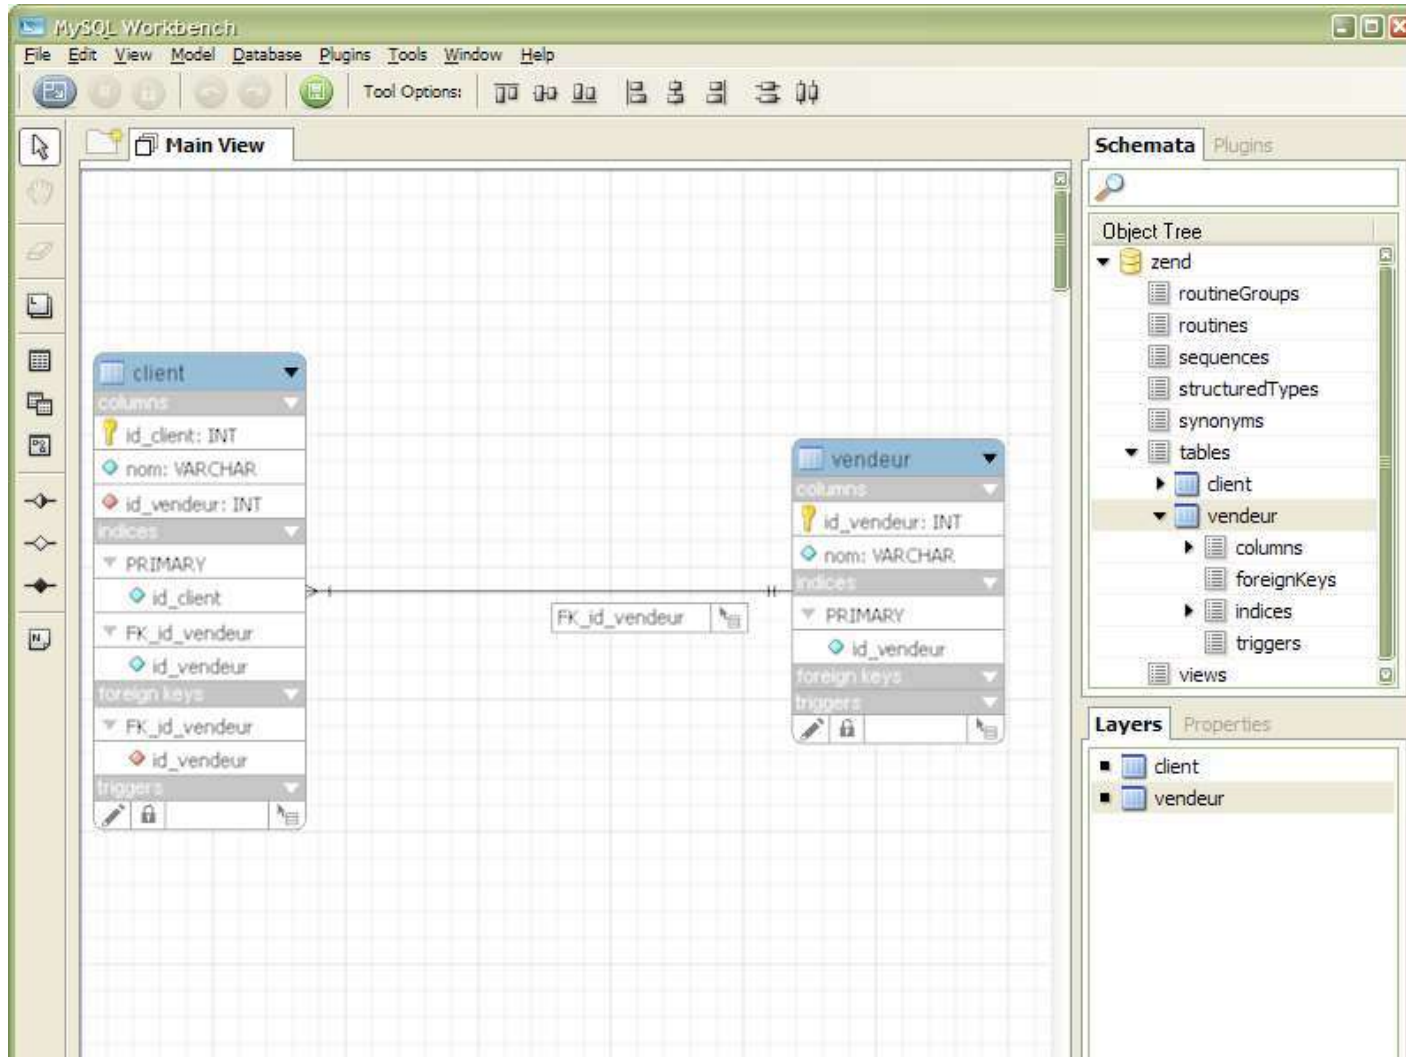 MySQL Workbench
File Edit View Model Database Plugins Tools Window Help
Tool Options:
Main View
client
columns
id_client: INT
nom: VARCHAR
id_vendeur: INT
indices
PRIMARY
id_client
FK_id_vendeur
id_vendeur
foreign keys
FK_id_vendeur
id_vendeur
triggers
FK_id_vendeur
vendeur
columns
id_vendeur: INT
nom: VARCHAR
indices
PRIMARY
id_vendeur
foreign keys
triggers
Schemata Plugins
Object Tree
zend
routineGroups
routines
sequences
structuredTypes
synonyms
tables
client
vendeur
columns
foreignKeys
indices
triggers
views
Layers Properties
client
vendeur